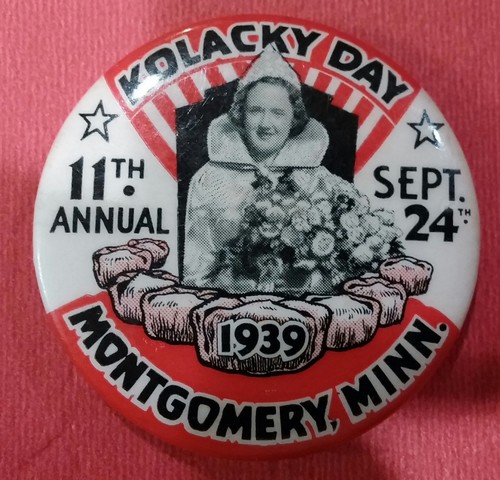 KOLACKY DAY
11TH.
ANNUAL
SEPT.
24TH
1939
MONTGOMERY, MINN.